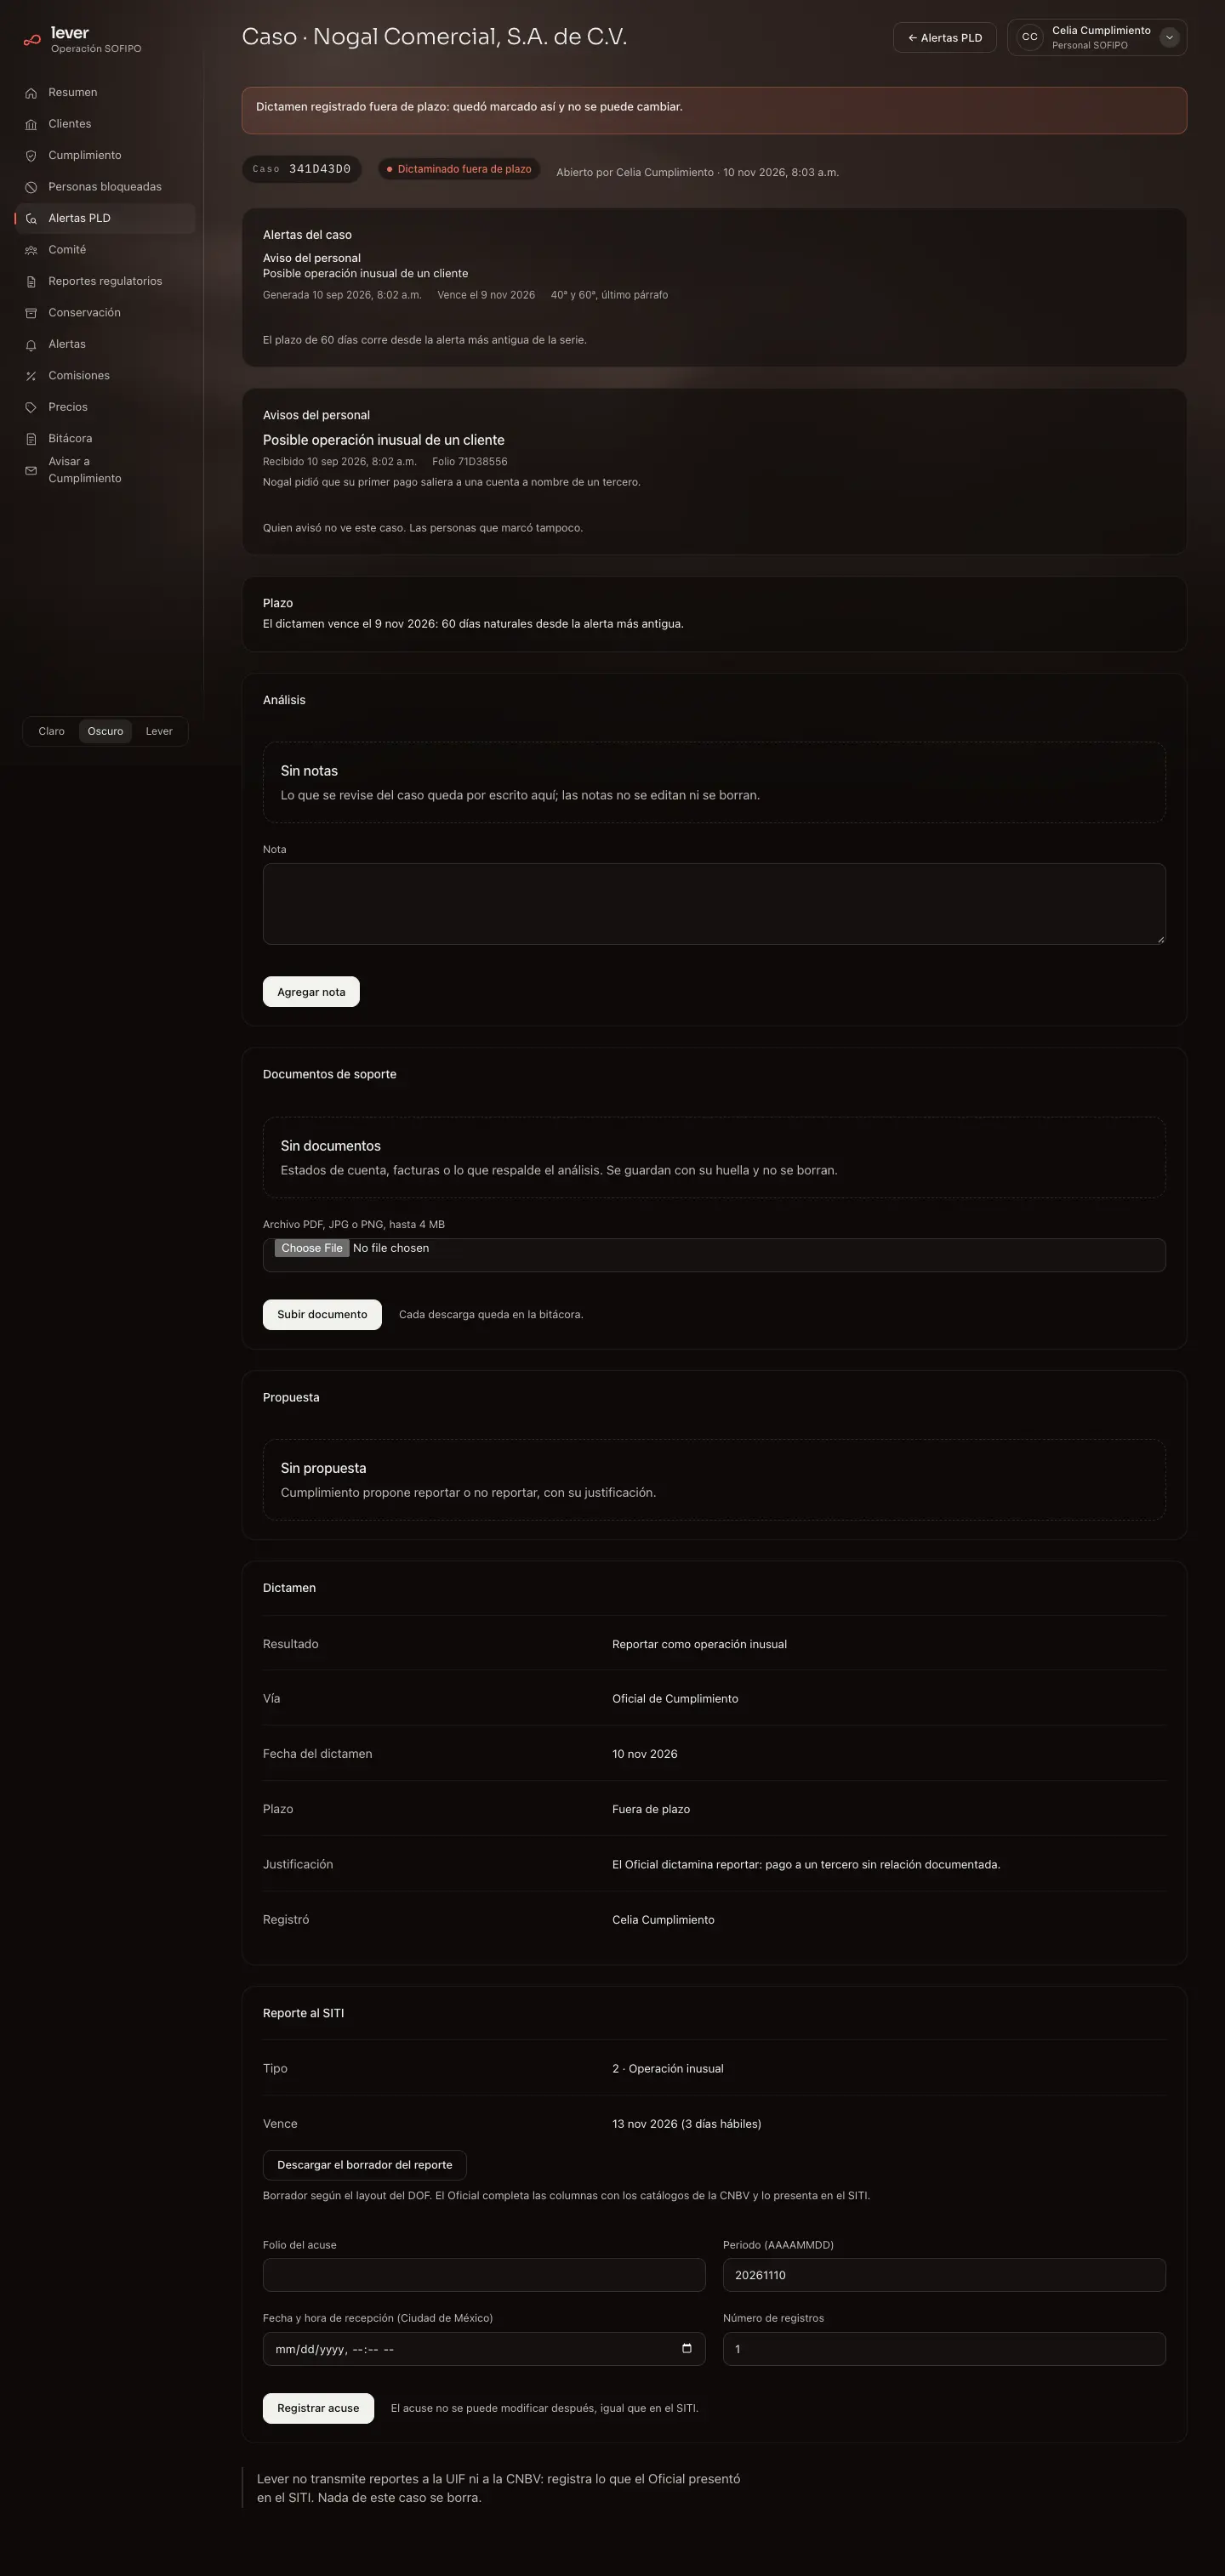 lever
Operación SOFIPO
Resumen
Clientes
Cumplimiento
Personas bloqueadas
Alertas PLD
Comité
Reportes regulatorios
Conservación
Alertas
Comisiones
Precios
Bitácora
Avisar a
Cumplimiento
Claro
Oscuro
Lever
Caso · Nogal Comercial, S.A. de C.V.
← Alertas PLD
CC
Celia Cumplimiento
Personal SOFIPO
Dictamen registrado fuera de plazo: quedó marcado así y no se puede cambiar.
Caso 341D43D0
Dictaminado fuera de plazo
Abierto por Celia Cumplimiento · 10 nov 2026, 8:03 a.m.
Alertas del caso
Aviso del personal
Posible operación inusual de un cliente
Generada 10 sep 2026, 8:02 a.m.
Vence el 9 nov 2026
40ª y 60ª, último párrafo
El plazo de 60 días corre desde la alerta más antigua de la serie.
Avisos del personal
Posible operación inusual de un cliente
Recibido 10 sep 2026, 8:02 a.m.
Folio 71D38556
Nogal pidió que su primer pago saliera a una cuenta a nombre de un tercero.
Quien avisó no ve este caso. Las personas que marcó tampoco.
Plazo
El dictamen vence el 9 nov 2026: 60 días naturales desde la alerta más antigua.
Análisis
Sin notas
Lo que se revise del caso queda por escrito aquí; las notas no se editan ni se borran.
Nota
Agregar nota
Documentos de soporte
Sin documentos
Estados de cuenta, facturas o lo que respalde el análisis. Se guardan con su huella y no se borran.
Archivo PDF, JPG o PNG, hasta 4 MB
Choose File No file chosen
Subir documento
Cada descarga queda en la bitácora.
Propuesta
Sin propuesta
Cumplimiento propone reportar o no reportar, con su justificación.
Dictamen
Resultado
Reportar como operación inusual
Vía
Oficial de Cumplimiento
Fecha del dictamen
10 nov 2026
Plazo
Fuera de plazo
Justificación
El Oficial dictamina reportar: pago a un tercero sin relación documentada.
Registró
Celia Cumplimiento
Reporte al SITI
Tipo
2 · Operación inusual
Vence
13 nov 2026 (3 días hábiles)
Descargar el borrador del reporte
Borrador según el layout del DOF. El Oficial completa las columnas con los catálogos de la CNBV y lo presenta en el SITI.
Folio del acuse
Periodo (AAAAMMDD)
20261110
Fecha y hora de recepción (Ciudad de México)
mm/dd/yyyy, --:-- --
Número de registros
1
Registrar acuse
El acuse no se puede modificar después, igual que en el SITI.
Lever no transmite reportes a la UIF ni a la CNBV: registra lo que el Oficial presentó
en el SITI. Nada de este caso se borra.